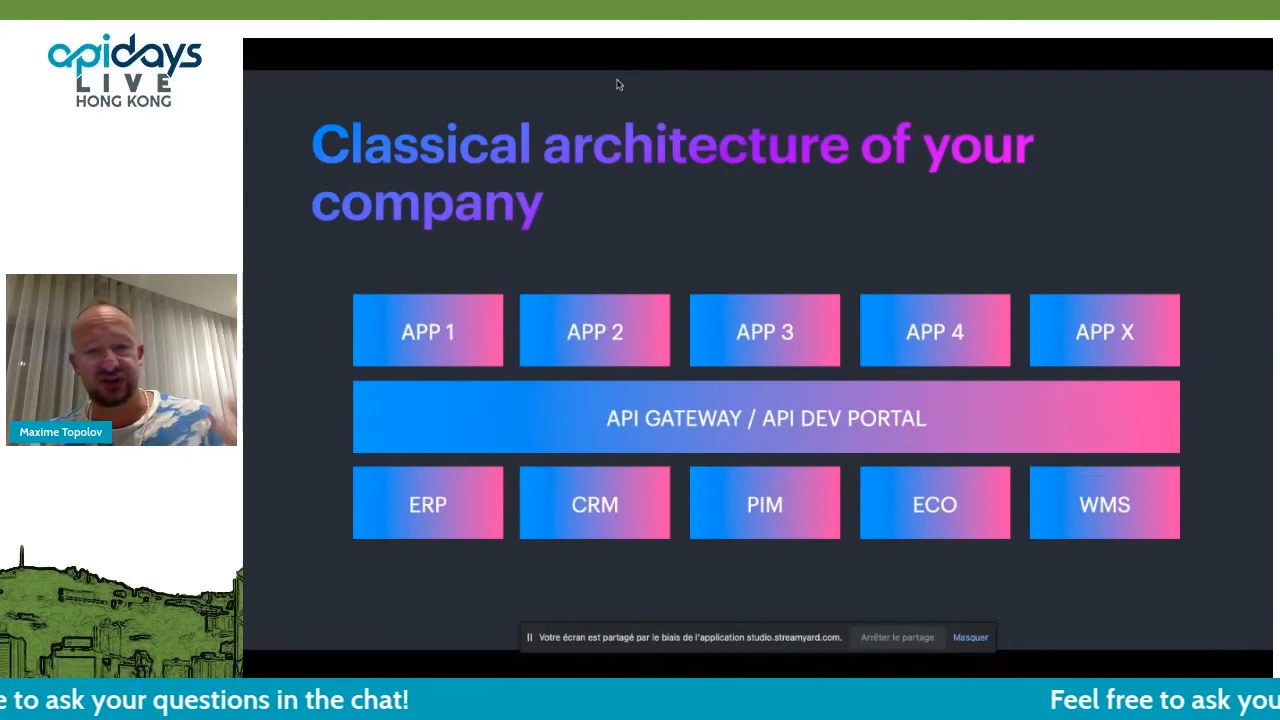 apidays
LIVE
HONG KONG
Classical architecture of your
company
APP 1
APP 2
APP 3
APP 4
APP X
API GATEWAY / API DEV PORTAL
ERP
CRM
PIM
ECO
WMS
Maxime Topolov
Votre écran est partagé par le biais de l'application studio.streamyard.com.
Arrêter le partage
Masquer
e to ask your questions in the chat!
Feel free to ask you